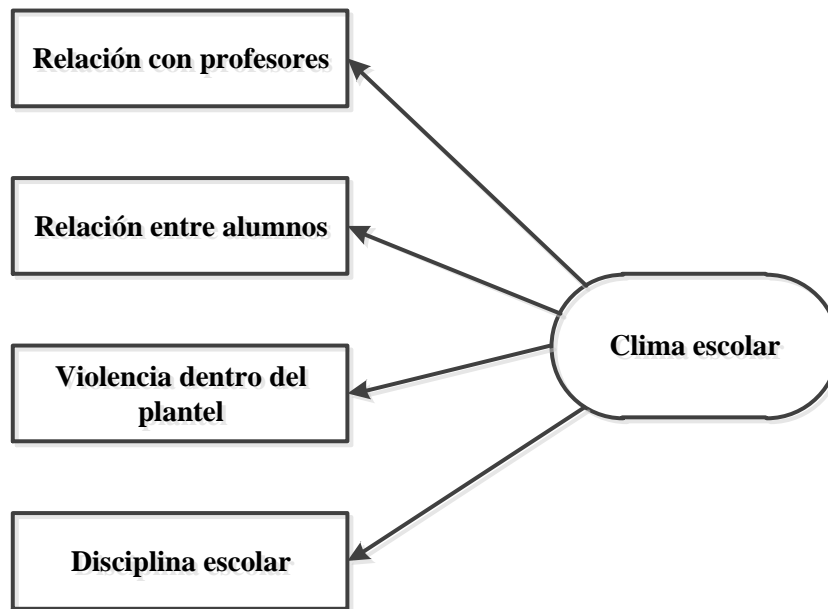 Relación con profesores
Relación entre alumnos
Clima escolar
Violencia dentro del
plantel
Disciplina escolar